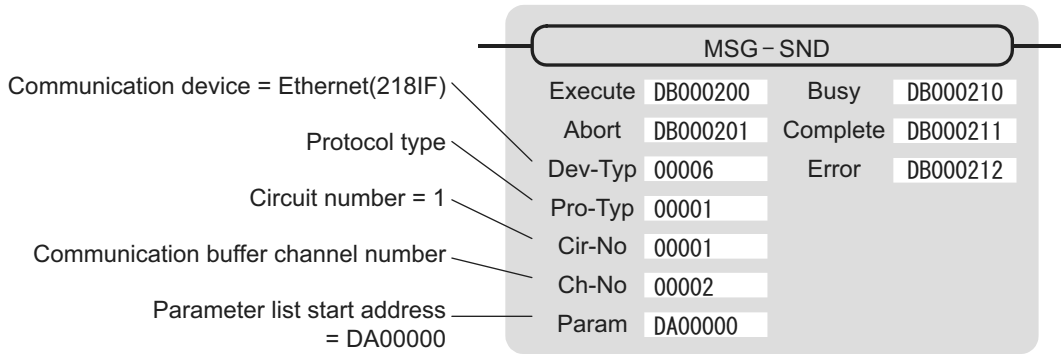 MSG-SND
Communication device = Ethernet(218IF)
Execute DB000200 Busy DB000210
Protocol type
Abort DB000201 Complete DB000211
Dev-Typ 00006 Error DB000212
Circuit number = 1
Pro-Typ 00001
Cir-No 00001
Communication buffer channel number
Ch-No 00002
Parameter list start address
= DA00000
Param DA00000